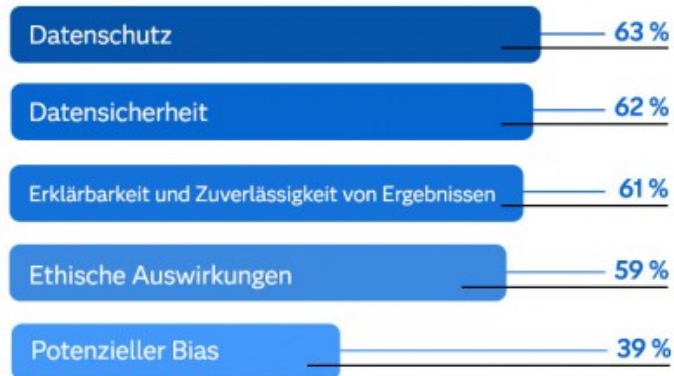 Datenschutz 63 %
Datensicherheit 62 %
Erklärbarkeit und Zuverlässigkeit von Ergebnissen 61 %
Ethische Auswirkungen 59 %
Potenzieller Bias 39 %